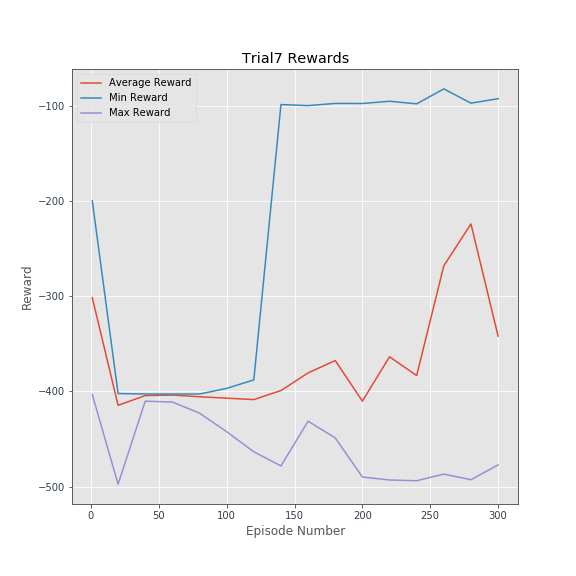 Trial7 Rewards
Average Reward
Min Reward
Max Reward
−100
−200
−300
−400
−500
Reward
0
50
100
150
200
250
300
Episode Number